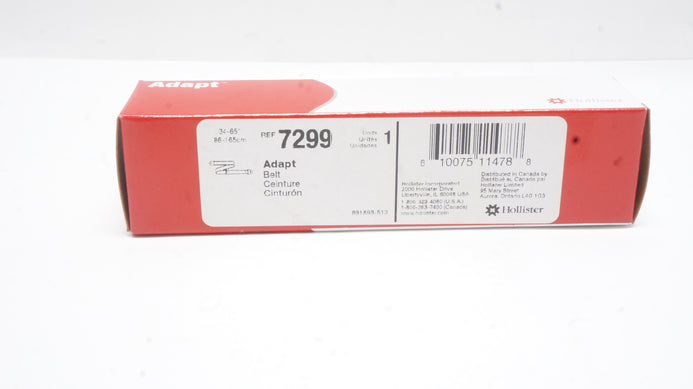 Adapt
Hollister
34-65"
86-165cm
REF 7299
Units
Unités
Unidades
1
Adapt
Belt
Ceinture
Cinturón
6 10075 11478 8
Hollister Incorporated
2000 Hollister Drive
Libertyville, IL 60048 USA
1-800-323-4060 (U.S.A.)
1-800-263-7400 (Canada)
www.hollister.com
Distributed in Canada by
Distribué au Canada par
Hollister Limited
95 Mary Street
Aurora, Ontario L4G 1G3
Hollister